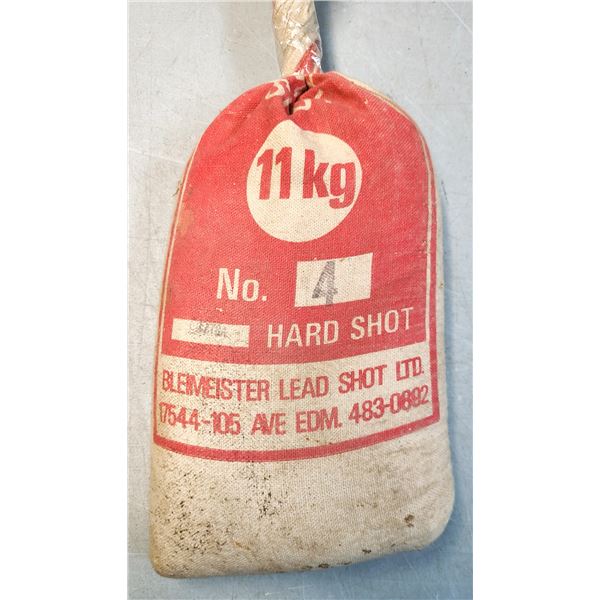 11 kg
No. 4
HARD SHOT
BLEIMEISTER LEAD SHOT LTD.
17544-105 AVE EDM. 483-0892